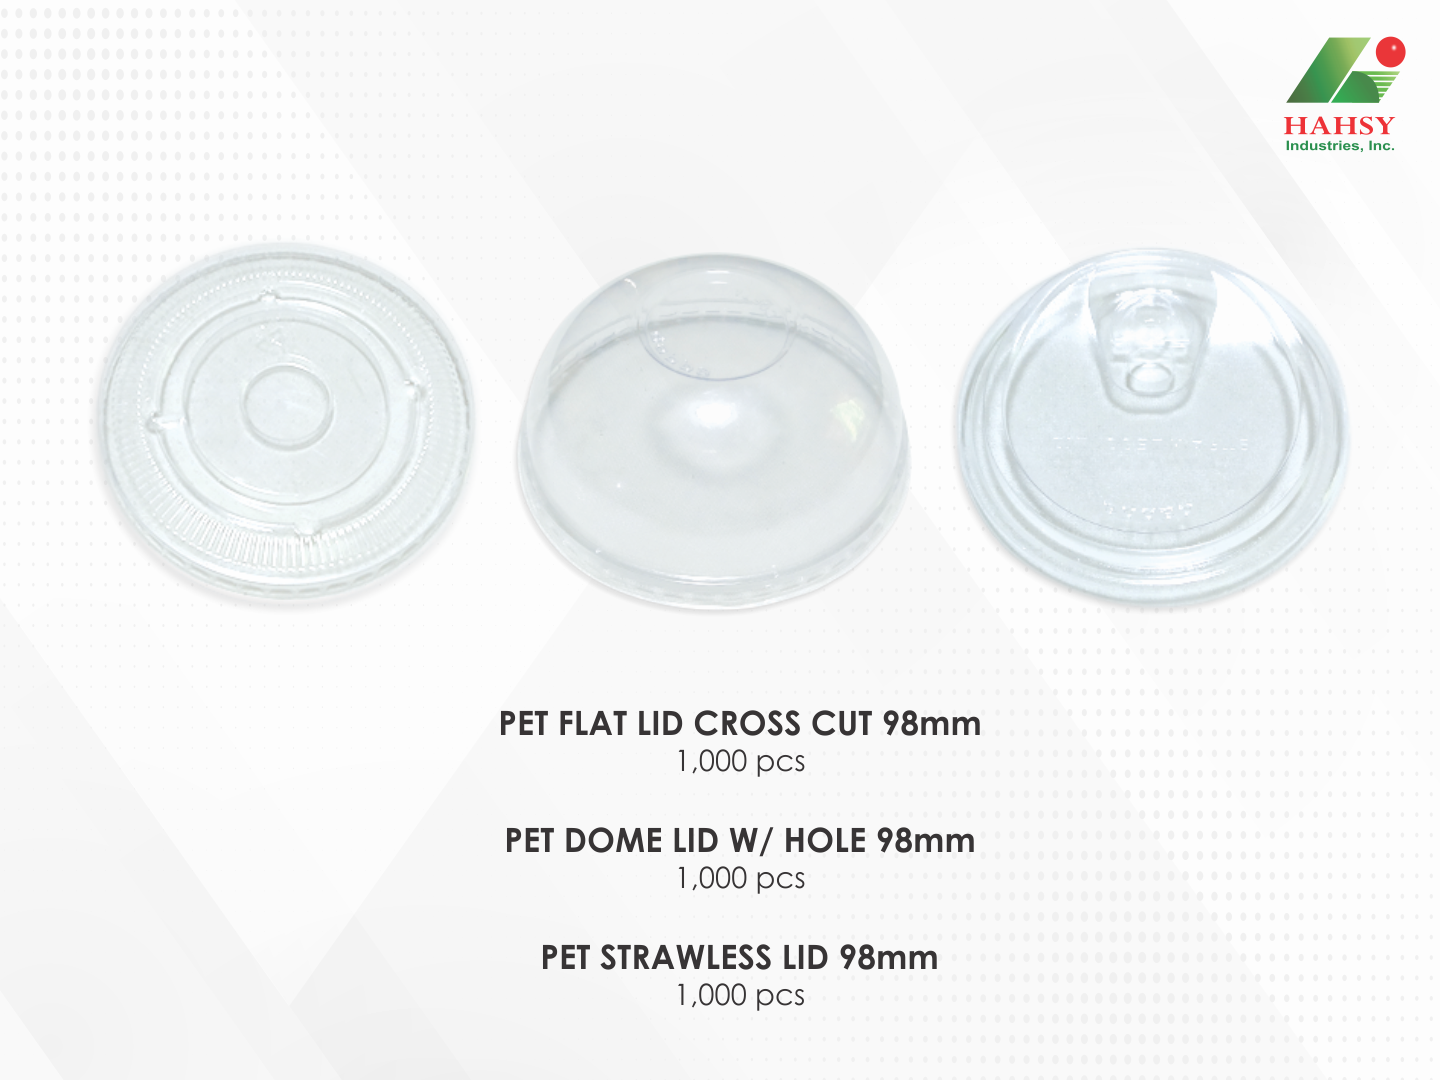 HAHSY
Industries, Inc.
PET FLAT LID CROSS CUT 98mm
1,000 pcs
PET DOME LID W/ HOLE 98mm
1,000 pcs
PET STRAWLESS LID 98mm
1,000 pcs